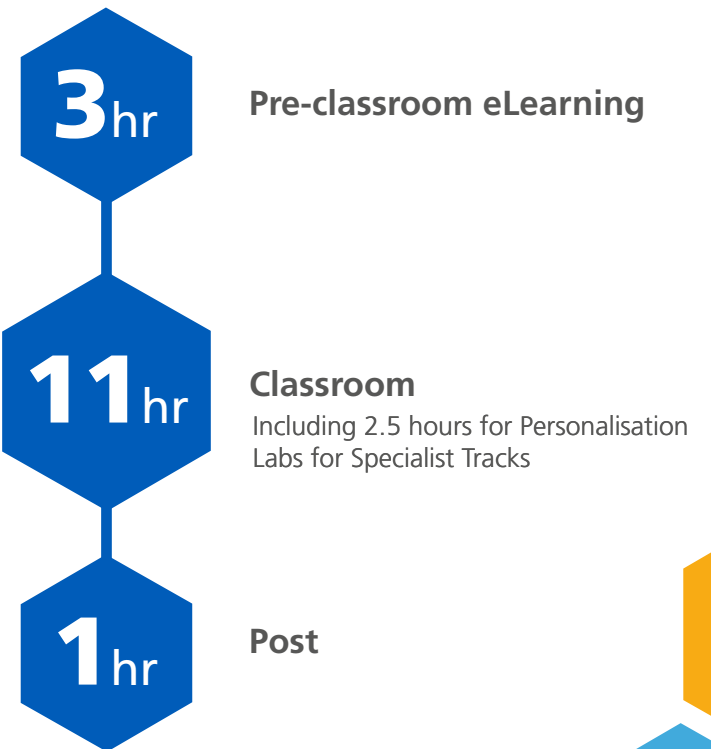 3hr
Pre-classroom eLearning
11hr
Classroom
Including 2.5 hours for Personalisation
Labs for Specialist Tracks
1hr
Post